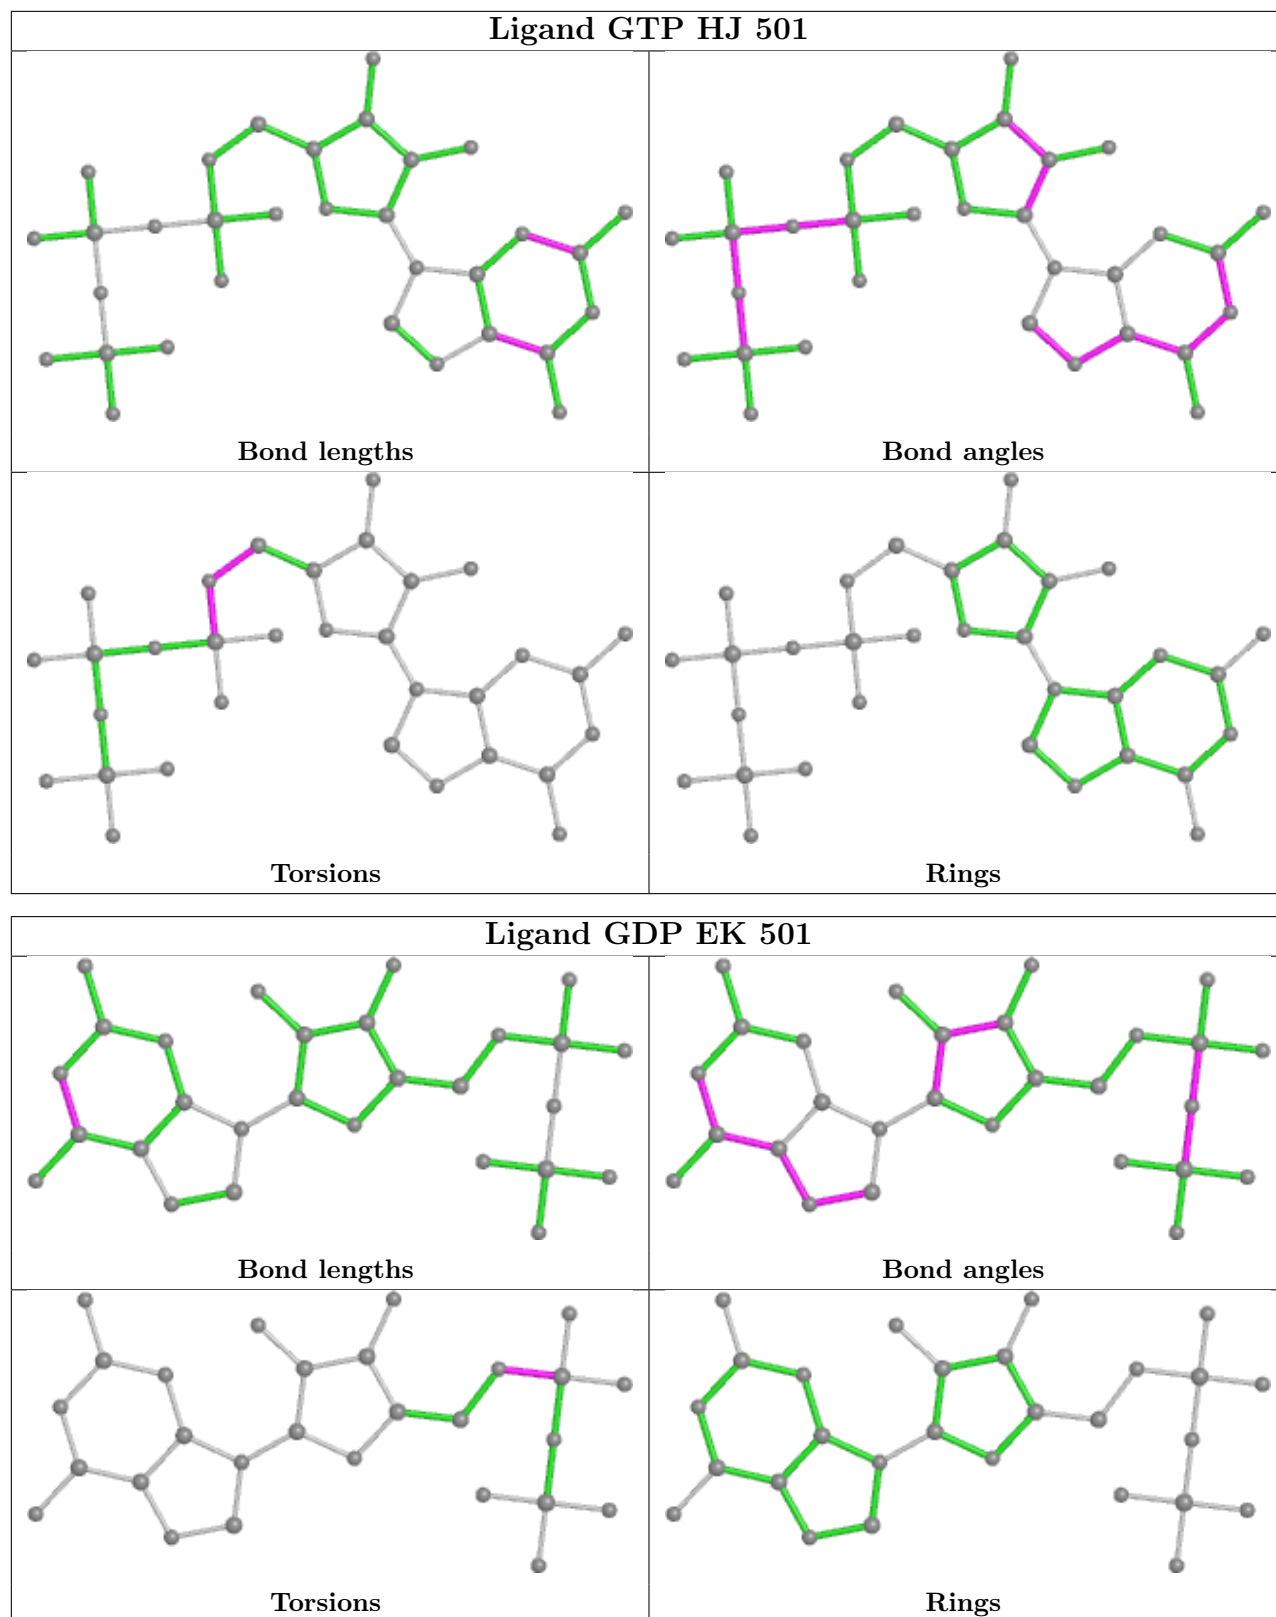 Ligand GTP HJ 501
Bond lengths
Bond angles
Torsions
Rings
Ligand GDP EK 501
Bond lengths
Bond angles
Torsions
Rings